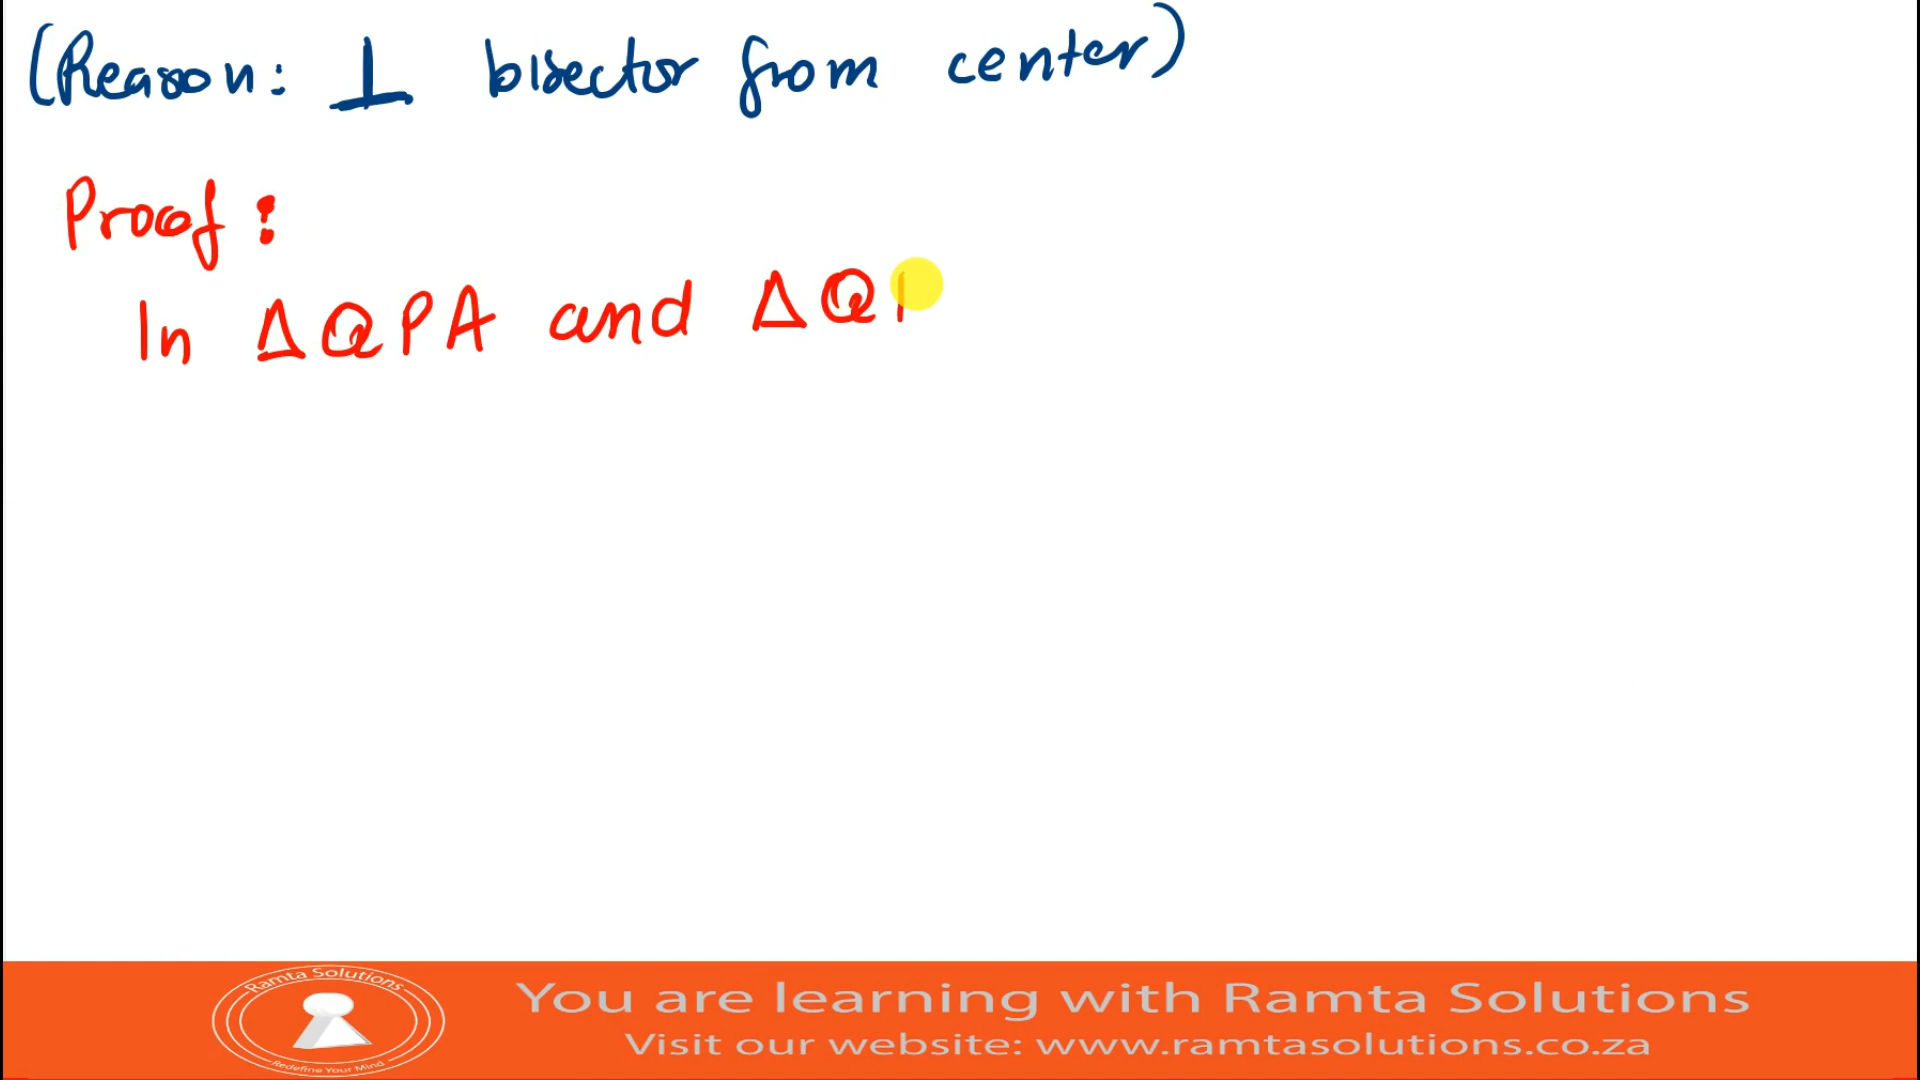 (Reason: ⊥ bisector from center)
Proof:
In ΔQPA and ΔQ
Ramta Solutions
Redefine Your Mind
You are learning with Ramta Solutions
Visit our website: www.ramtasolutions.co.za